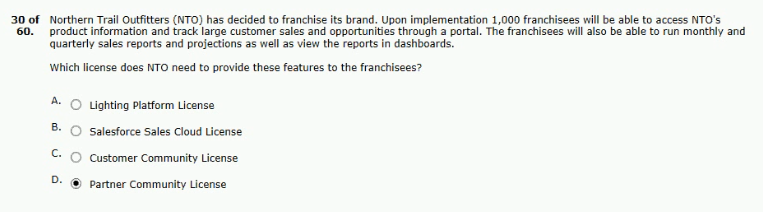 30 of Northern Trail Outfitters (NTO) has decided to franchise its brand. Upon implementation 1,000 franchisees will be able to access NTO's
60. product information and track large customer sales and opportunities through a portal. The franchisees will also be able to run monthly and
quarterly sales reports and projections as well as view the reports in dashboards.
Which license does NTO need to provide these features to the franchisees?
A. Lighting Platform License
B. Salesforce Sales Cloud License
C. Customer Community License
D. Partner Community License